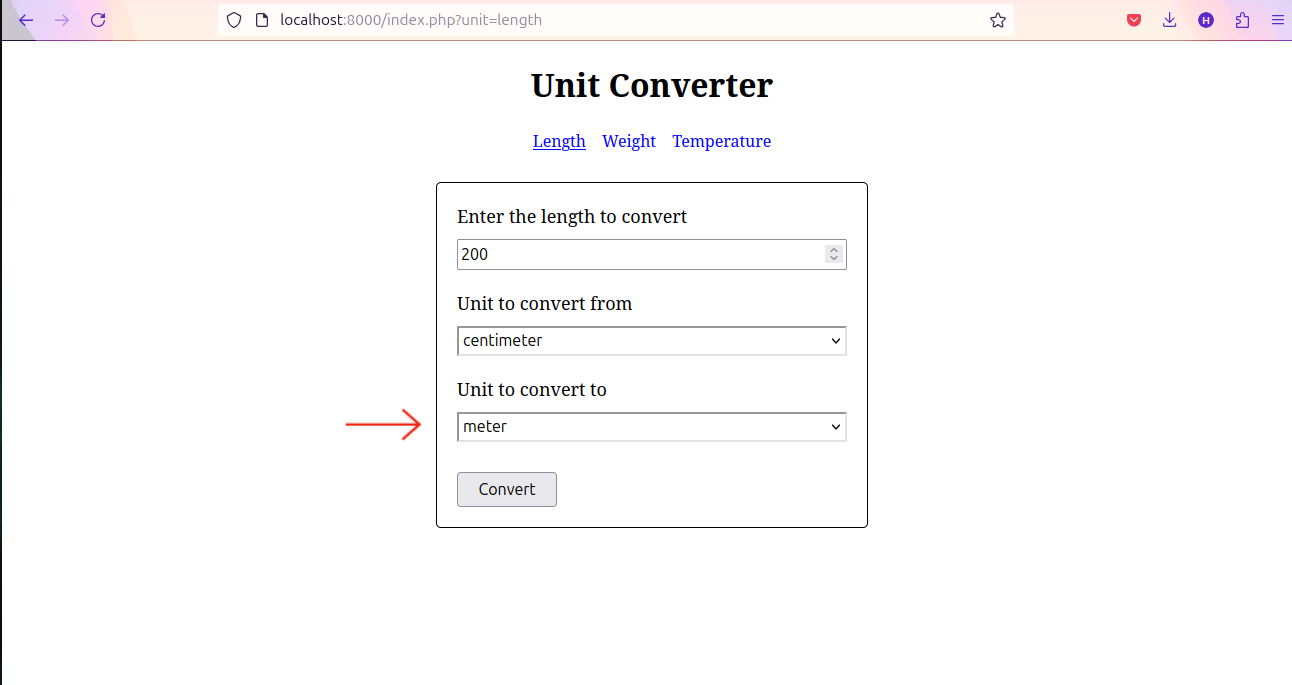 localhost:8000/index.php?unit=length
H
Unit Converter
Length Weight Temperature
Enter the length to convert
200
Unit to convert from
centimeter
Unit to convert to
meter
Convert